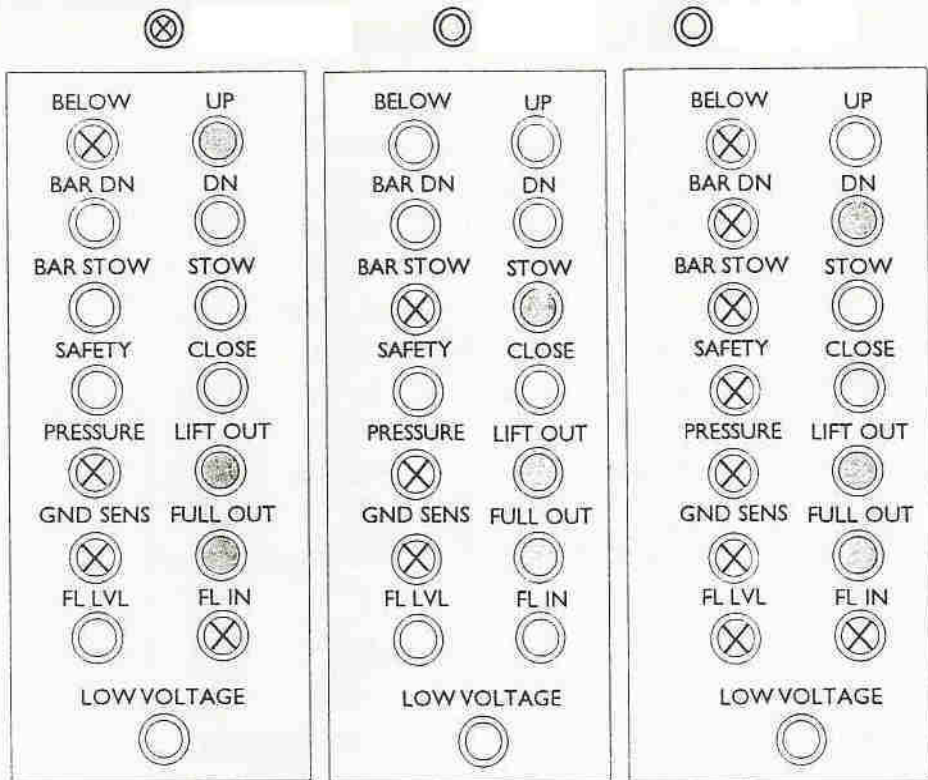 BELOW UP
BAR DN DN
BAR STOW STOW
SAFETY CLOSE
PRESSURE LIFT OUT
GND SENS FULL OUT
FL LVL FL IN
LOW VOLTAGE
BELOW UP
BAR DN DN
BAR STOW STOW
SAFETY CLOSE
PRESSURE LIFT OUT
GND SENS FULL OUT
FL LVL FL IN
LOW VOLTAGE
BELOW UP
BAR DN DN
BAR STOW STOW
SAFETY CLOSE
PRESSURE LIFT OUT
GND SENS FULL OUT
FL LVL FL IN
LOW VOLTAGE